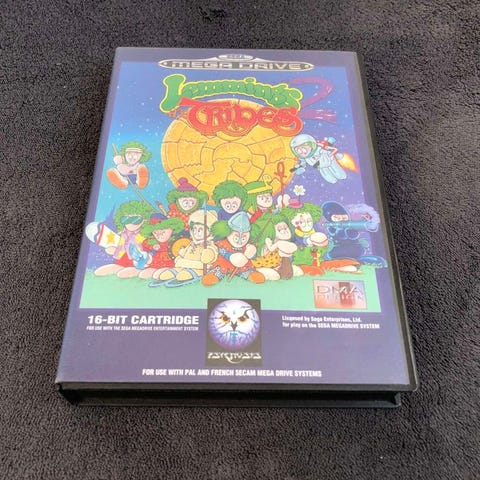 SEGA
MEGA DRIVE
Lemmings 2
The Tribes
DMA
DESIGN
16-BIT CARTRIDGE
FOR USE WITH THE SEGA MEGADRIVE ENTERTAINMENT SYSTEM
Licensed by Sega Enterprises, Ltd.
for play on the SEGA MEGADRIVE SYSTEM
PSYGNOSIS
FOR USE WITH PAL AND FRENCH SECAM MEGA DRIVE SYSTEMS